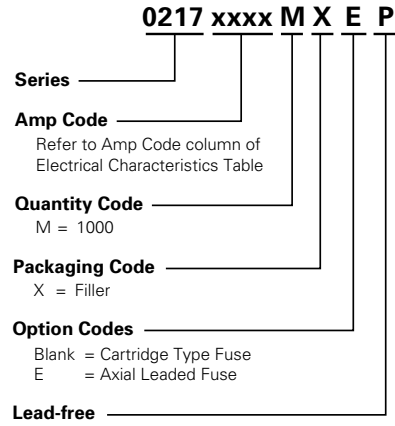 0217 xxxx M X E P
Series
Amp Code
Refer to Amp Code column of
Electrical Characteristics Table
Quantity Code
M = 1000
Packaging Code
X = Filler
Option Codes
Blank = Cartridge Type Fuse
E = Axial Leaded Fuse
Lead-free